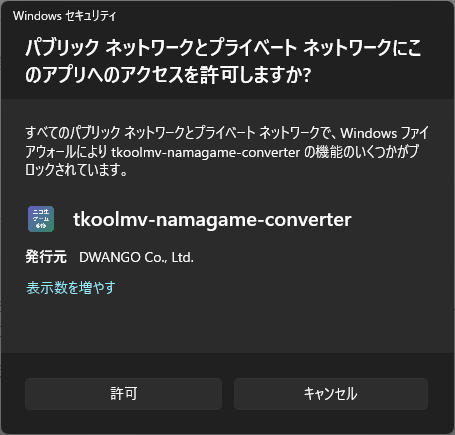 Windows セキュリティ
パブリック ネットワークとプライベート ネットワークにこ
のアプリへのアクセスを許可しますか?
すべてのパブリック ネットワークとプライベート ネットワークで、Windows ファイ
アウォールにより tkoolmv-namagame-converter の機能のいくつかがブ
ロックされています。
ニコ生
ゲーム
tkoolmv-namagame-converter
発行元 DWANGO Co., Ltd.
表示数を増やす
許可
キャンセル